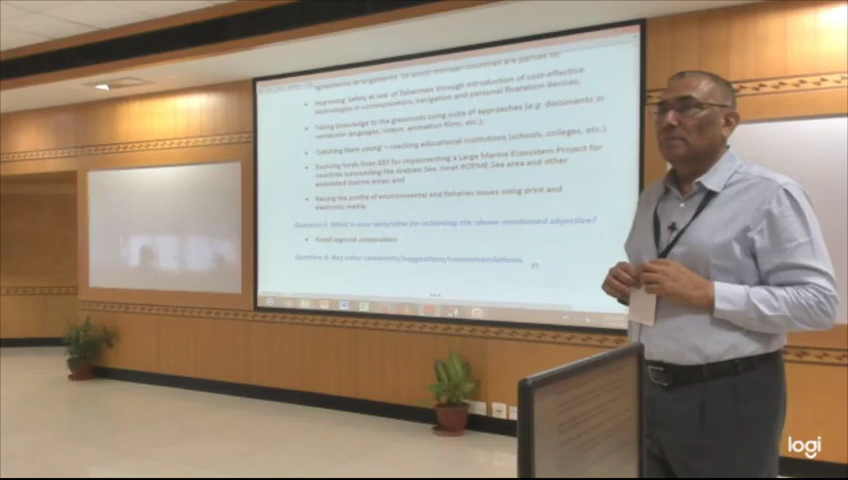 agreements/arrangements to which member-countries are parties to;
• Improving safety at sea of fishermen through introduction of cost-effective
technologies in communication, navigation and personal floatation devices;
• Taking knowledge to the grassroots using suite of approaches (e.g. documents in
vernacular languages, videos, animation films, etc.);
• 'Catching them young' – reaching educational institutions (schools, colleges, etc.);
• Sourcing funds from GEF for implementing a Large Marine Ecosystem Project for
countries surrounding the Arabian Sea, Inner ROPME Sea area and other
associated marine areas; and
• Raising the profile of environmental and fisheries issues using print and
electronic media.
Question 5: What is your for achieving the above-mentioned objective?
• regional cooperation
Question 6: Any other comments/suggestions/recommendations.
logi